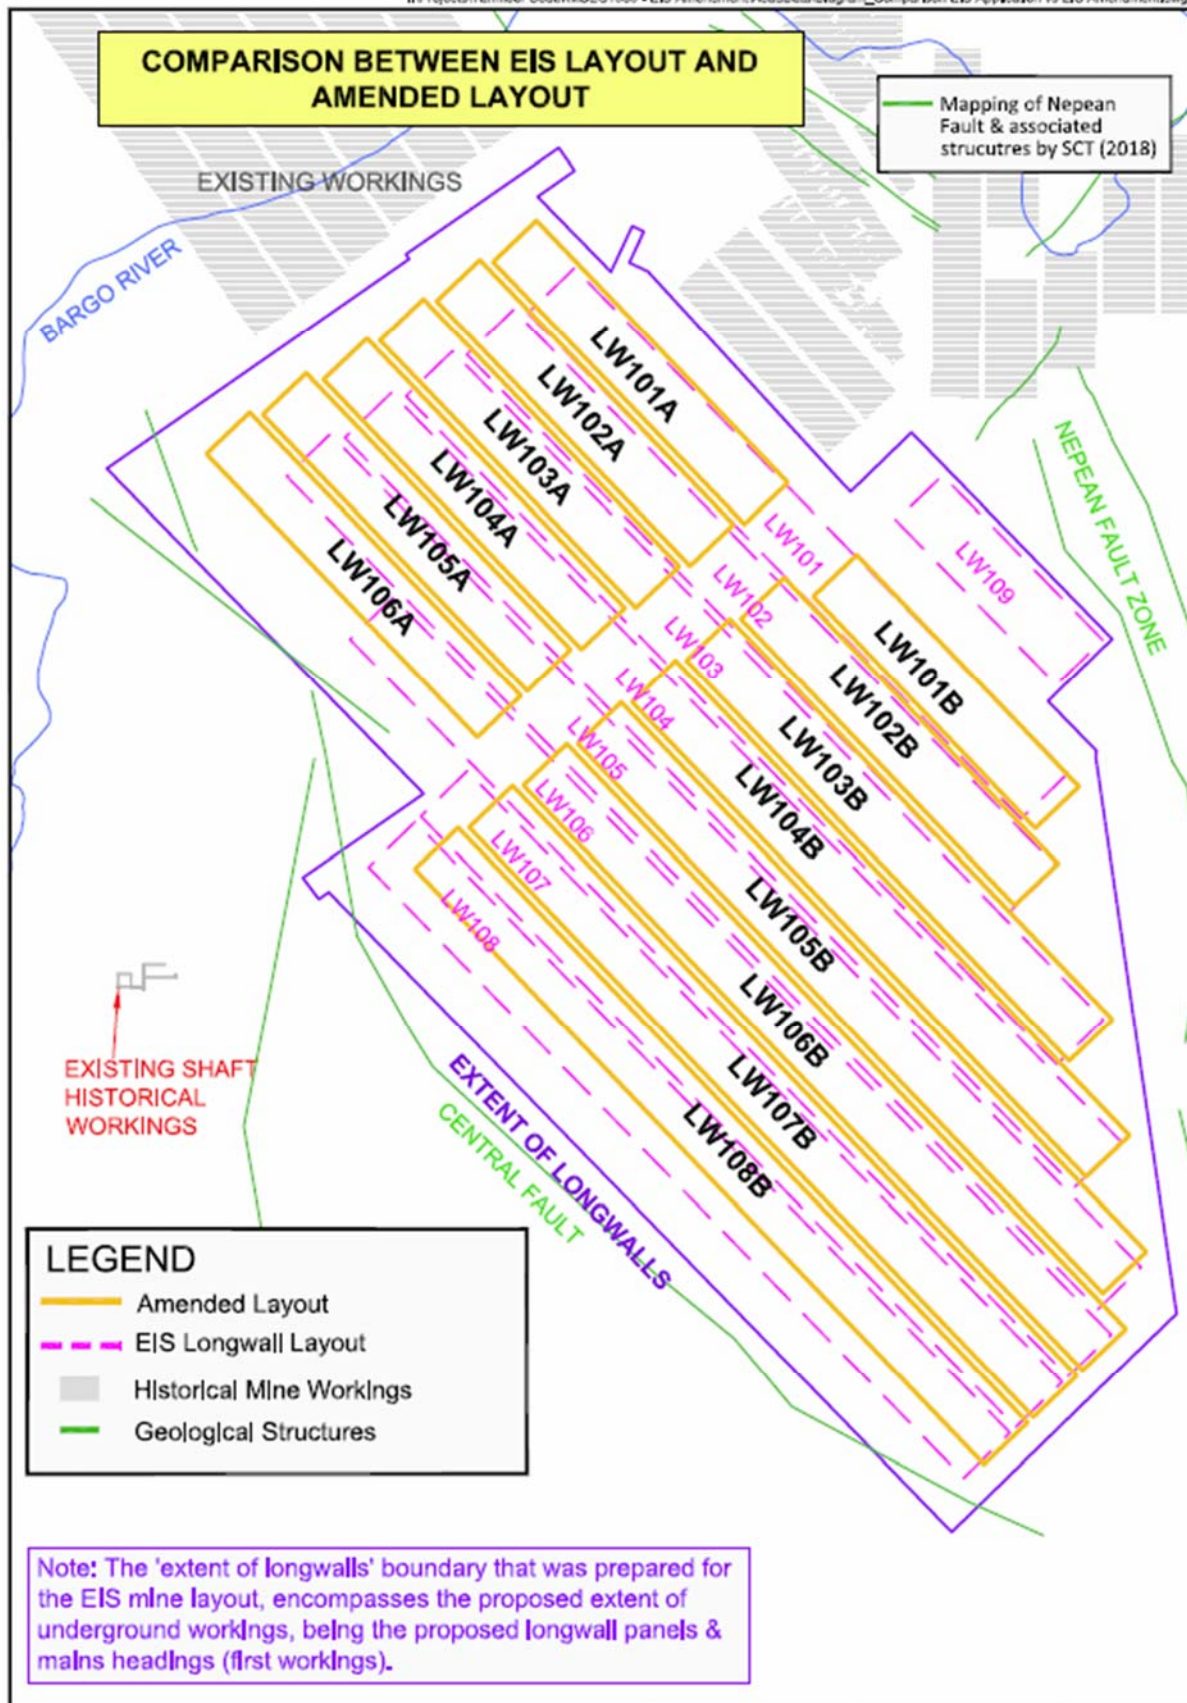 COMPARISON BETWEEN EIS LAYOUT AND
AMENDED LAYOUT
Mapping of Nepean
Fault & associated
strucutres by SCT (2018)
EXISTING WORKINGS
BARGO RIVER
LW101A
LW102A
LW103A
LW104A
LW105A
LW106A
NEPEAN FAULT ZONE
LW101
LW102
LW103
LW104
LW105
LW106
LW107
LW108
LW109
LW101B
LW102B
LW103B
LW104B
LW105B
LW106B
LW107B
LW108B
EXISTING SHAFT
HISTORICAL
WORKINGS
EXTENT OF LONGWALLS
CENTRAL FAULT
LEGEND
Amended Layout
EIS Longwall Layout
Historical Mine Workings
Geological Structures
Note: The 'extent of longwalls' boundary that was prepared for
the EIS mine layout, encompasses the proposed extent of
underground workings, being the proposed longwall panels &
mains headings (first workings).